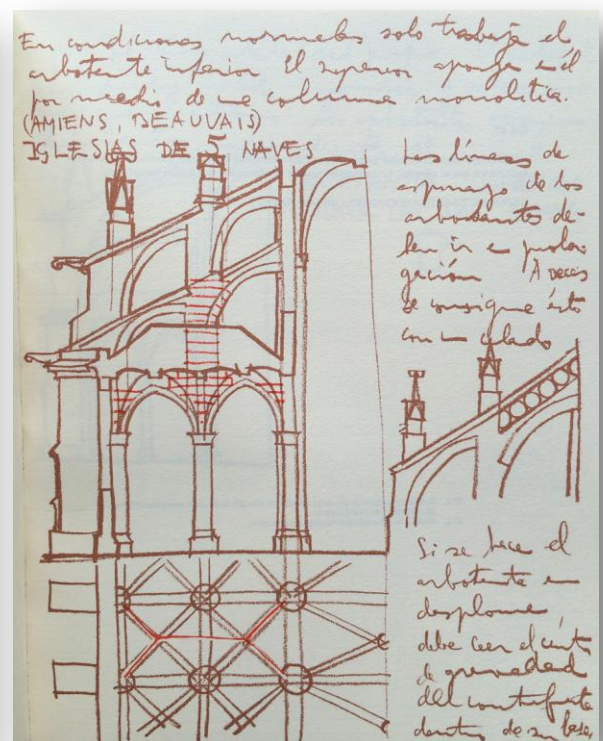 En condiciones normales solo trabaja el
arbotante inferior El superior apoya en él
por medio de una columna monolítica.
(AMIENS, BEAUVAIS)
IGLESIAS DE 5 NAVES
Las líneas de
empuje de los
arbotantes de-
ben ir en prolon
gación A veces
se consigue ésto
con un calado
Si se hace el
arbotante en
desplome
debe caer el cent
de gravedad
del contrafuerte
dentro de su base,